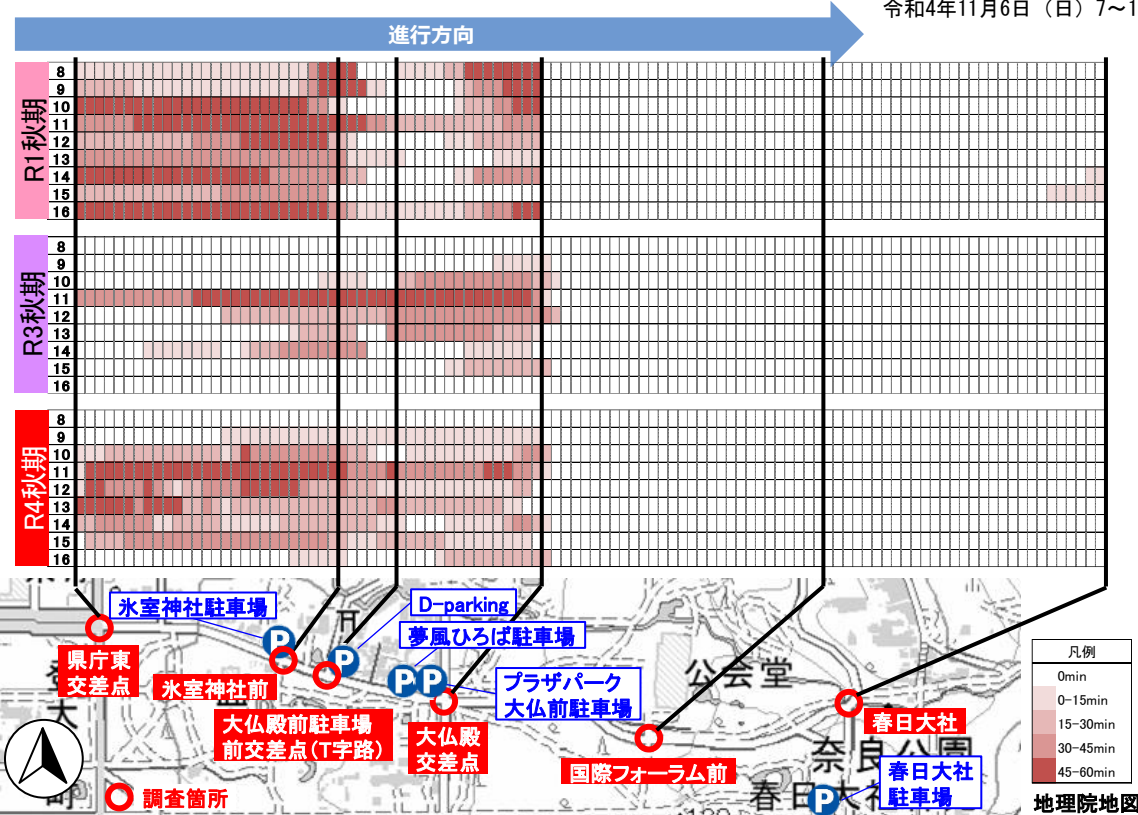 令和4年11月6日（日）7～1
進行方向
R1秋期
8
9
10
11
12
13
14
15
16
R3秋期
8
9
10
11
12
13
14
15
16
R4秋期
8
9
10
11
12
13
14
15
16
氷室神社駐車場
D-parking
夢風ひろば駐車場
プラザパーク
大仏前駐車場
県庁東
交差点
氷室神社前
大仏殿前駐車場
前交差点(T字路)
大仏殿
交差点
国際フォーラム前
春日大社
春日大社
駐車場
P
P
P
P
P
公会堂
奈良公園
春日大社
登
大
町
調査箇所
凡例
0min
0-15min
15-30min
30-45min
45-60min
地理院地図